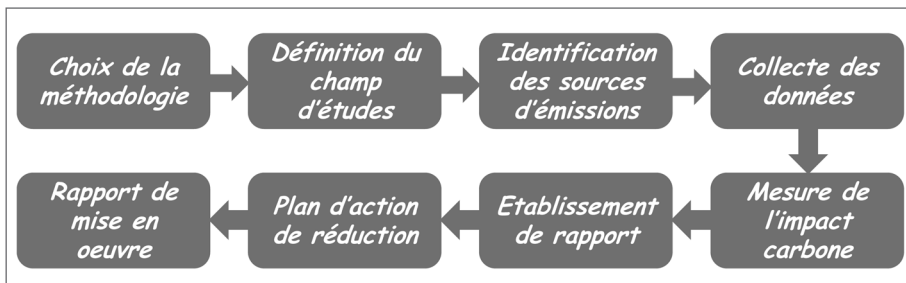 Choix de la
méthodologie
Définition du
champ
d'études
Identification
des sources
d'émissions
Collecte des
données
Mesure de
l'impact
carbone
Etablissement
de rapport
Plan d'action
de réduction
Rapport de
mise en
oeuvre